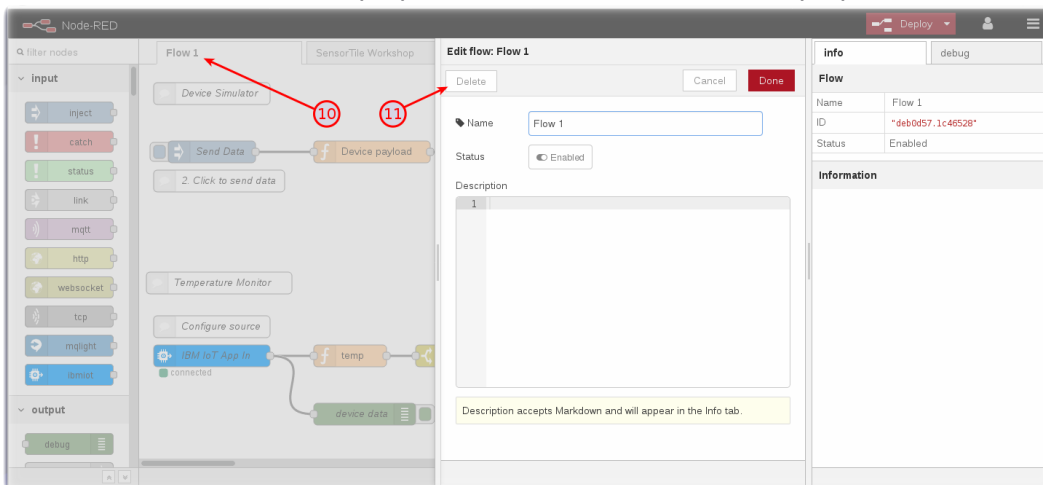 Node-RED
Deploy
filter nodes
input
inject
catch
status
link
mqtt
http
websocket
tcp
mqlight
ibmiot
output
debug
Flow 1
SensorTile Workshop
Device Simulator
10
11
Send Data
Device payload
2. Click to send data
Temperature Monitor
Configure source
IBM IoT App In
connected
temp
device data
Edit flow: Flow 1
Delete
Cancel
Done
Name
Flow 1
Status
Enabled
Description
1
Description accepts Markdown and will appear in the Info tab.
info
debug
Flow
Name Flow 1
ID "deb0d57.1c46528"
Status Enabled
Information